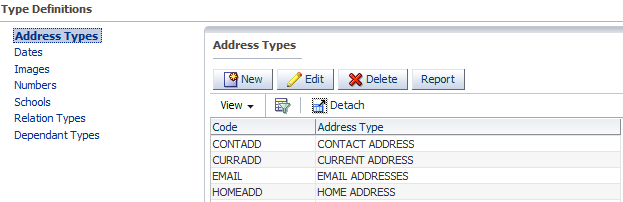 Type Definitions
Address Types
Dates
Images
Numbers
Schools
Relation Types
Dependant Types
Address Types
New Edit Delete Report
View Detach
Code Address Type
CONTADD CONTACT ADDRESS
CURRADD CURRENT ADDRESS
EMAIL EMAIL ADDRESSES
HOMEADD HOME ADDRESS